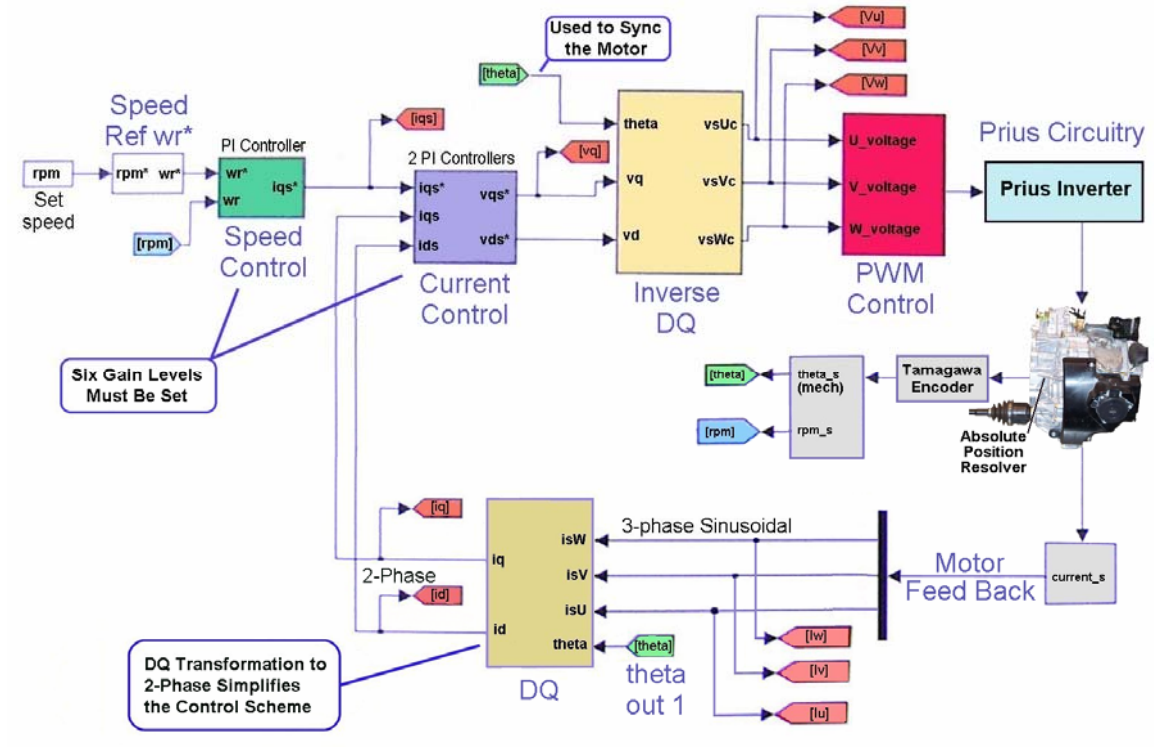 Used to Sync
the Motor
[theta]
[Vu]
[Vv]
[Vw]
Speed
Ref wr*
[iqs]
PI Controller
2 PI Controllers
[vq]
rpm
Set
speed
rpm* wr*
wr*
wr
iqs*
[rpm]
Speed
Control
iqs*
iqs
ids
vqs*
vds*
Current
Control
theta
vq
vd
vsUc
vsVc
vsWc
Inverse
DQ
U_voltage
V_voltage
W_voltage
PWM
Control
Prius Circuitry
Prius Inverter
Six Gain Levels
Must Be Set
[theta]
[rpm]
theta_s
(mech)
rpm_s
Tamagawa
Encoder
Absolute
Position
Resolver
[iq]
2-Phase
[id]
iq
id
isW
isV
isU
theta
DQ
3-phase Sinusoidal
[theta]
theta
out 1
[Iw]
[Iv]
[Iu]
Motor
Feed Back
current_s
DQ Transformation to
2-Phase Simplifies
the Control Scheme